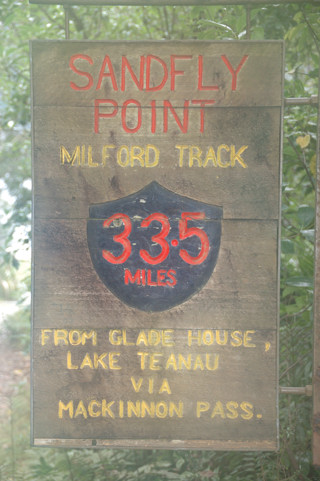 SANDFLY
POINT
MILFORD TRACK
33·5
MILES
FROM GLADE HOUSE,
LAKE TEANAU
VIA
MACKINNON PASS.